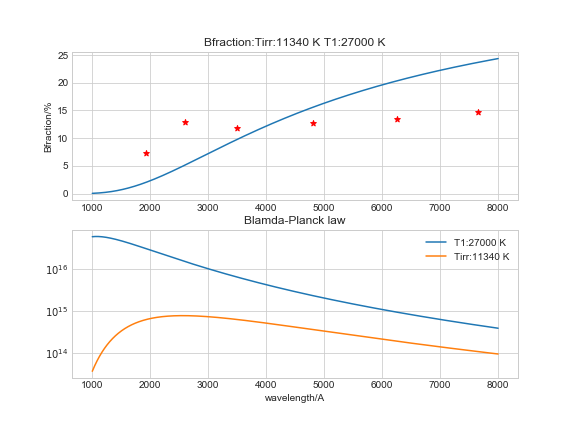 Bfraction:Tirr:11340 K T1:27000 K
Bfraction/%
25
20
15
10
5
0
1000 2000 3000 4000 5000 6000 7000 8000
Blamda-Planck law
T1:27000 K
Tirr:11340 K
10^16
10^15
10^14
1000 2000 3000 4000 5000 6000 7000 8000
wavelength/A